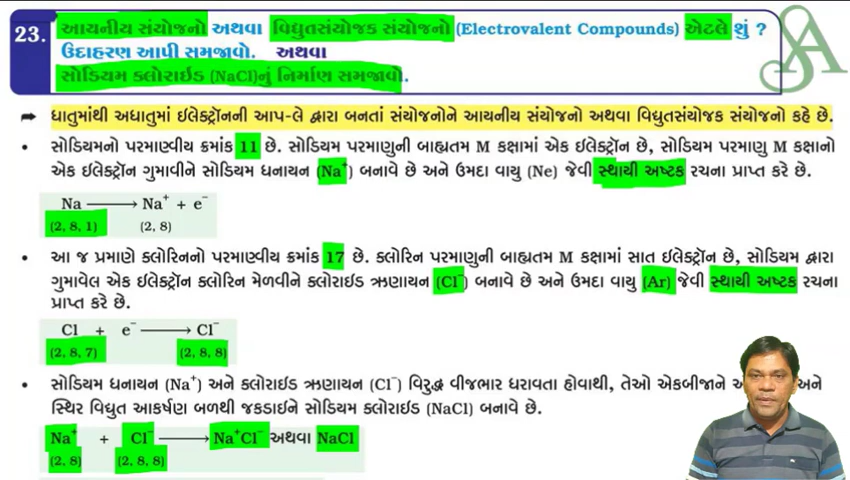 23. આયનીય સંયોજનો અથવા વિદ્યુતસંયોજક સંયોજનો (Electrovalent Compounds) એટલે શું ?
ઉદાહરણ આપી સમજાવો. અથવા
સોડિયમ ક્લોરાઇડ (NaCl)નું નિર્માણ સમજાવો.
➡ ધાતુમાંથી અધાતુમાં ઇલેક્ટ્રૉનની આપ-લે દ્વારા બનતાં સંયોજનોને આયનીય સંયોજનો અથવા વિદ્યુતસંયોજક સંયોજનો કહે છે.
• સોડિયમનો પરમાણ્વીય ક્રમાંક 11 છે. સોડિયમ પરમાણુની બાહ્યતમ M કક્ષામાં એક ઇલેક્ટ્રૉન છે, સોડિયમ પરમાણુ M કક્ષાનો
એક ઇલેક્ટ્રૉન ગુમાવીને સોડિયમ ધનાયન (Na⁺) બનાવે છે અને ઉમદા વાયુ (Ne) જેવી સ્થાયી અષ્ટક રચના પ્રાપ્ત કરે છે.
Na ⟶ Na⁺ + e⁻
(2, 8, 1) (2, 8)
• આ જ પ્રમાણે ક્લોરિનનો પરમાણ્વીય ક્રમાંક 17 છે. ક્લોરિન પરમાણુની બાહ્યતમ M કક્ષામાં સાત ઇલેક્ટ્રૉન છે, સોડિયમ દ્વારા
ગુમાવેલ એક ઇલેક્ટ્રૉન ક્લોરિન મેળવીને ક્લોરાઇડ ઋણાયન (Cl⁻) બનાવે છે અને ઉમદા વાયુ (Ar) જેવી સ્થાયી અષ્ટક રચના
પ્રાપ્ત કરે છે.
Cl + e⁻ ⟶ Cl⁻
(2, 8, 7) (2, 8, 8)
• સોડિયમ ધનાયન (Na⁺) અને ક્લોરાઇડ ઋણાયન (Cl⁻) વિરુદ્ધ વીજભાર ધરાવતા હોવાથી, તેઓ એકબીજાને અને
સ્થિર વિદ્યુત આકર્ષણ બળથી જકડાઈને સોડિયમ ક્લોરાઇડ (NaCl) બનાવે છે.
Na⁺ + Cl⁻ ⟶ Na⁺Cl⁻ અથવા NaCl
(2, 8) (2, 8, 8)